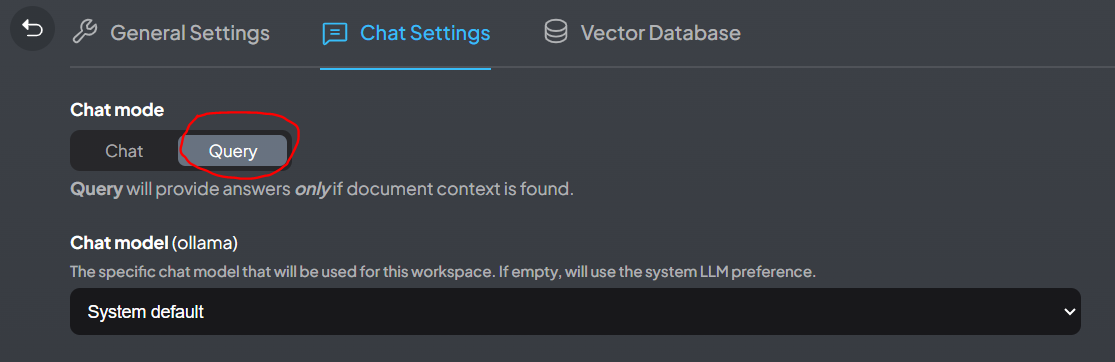 General Settings Chat Settings Vector Database
Chat mode
Chat Query
Query will provide answers only if document context is found.
Chat model (ollama)
The specific chat model that will be used for this workspace. If empty, will use the system LLM preference.
System default